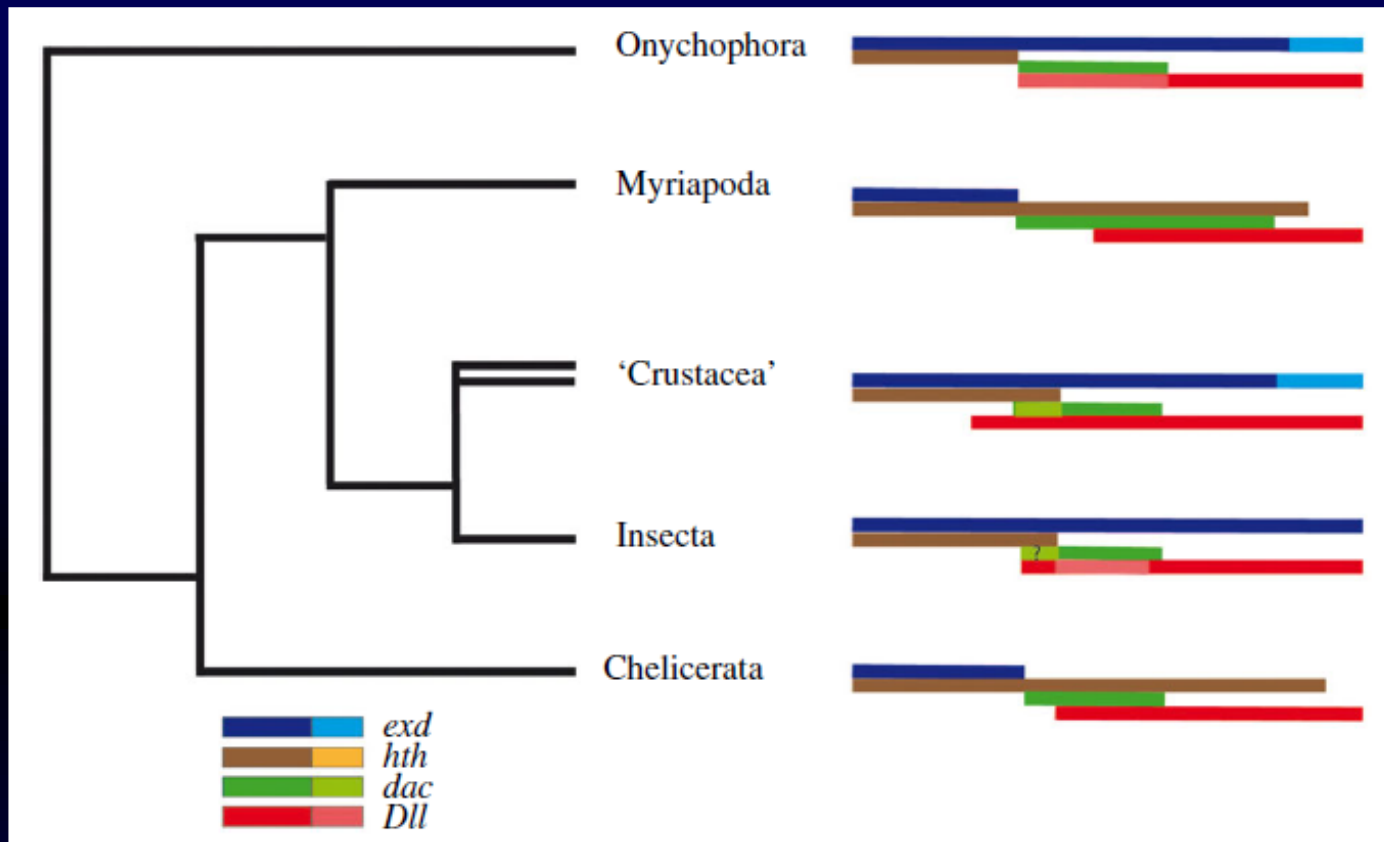 Onychophora
Myriapoda
‘Crustacea’
Insecta
?
Chelicerata
exd
hth
dac
Dll